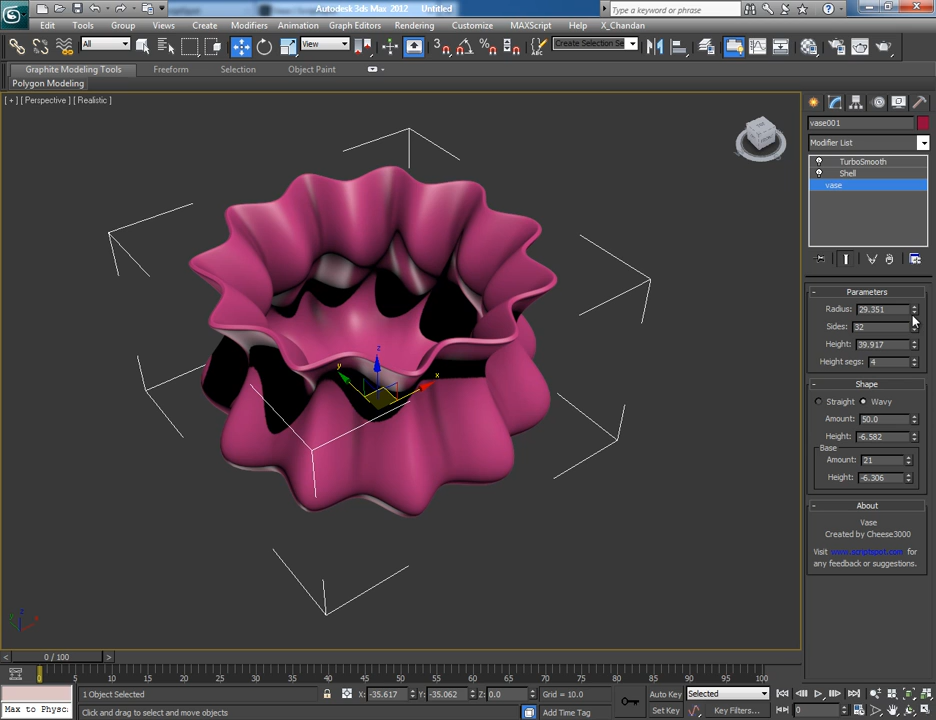 Autodesk 3ds Max 2012 Untitled
Type a keyword or phrase
Edit Tools Group Views Create Modifiers Animation Graph Editors Rendering Customize MAXScript Help X_Chandan
All View Create Selection Se
Graphite Modeling Tools Freeform Selection Object Paint
Polygon Modeling
[ + ] [ Perspective ] [ Realistic ]
vase001
Modifier List
TurboSmooth
Shell
vase
Parameters
Radius: 29.351
Sides: 32
Height: 39.917
Height segs: 4
Shape
Straight Wavy
Amount: 50.0
Height: -6.582
Base
Amount: 21
Height: -6.306
About
Vase
Created by Cheese3000
Visit www.scriptspot.com for
any feedback or suggestions.
z
y
x
0 / 100
0 5 10 15 20 25 30 35 40 45 50 55 60 65 70 75 80 85 90 95 100
1 Object Selected X: -35.617 Y: -35.062 Z: 0.0 Grid = 10.0 Auto Key Selected
Max to Physc Click and drag to select and move objects Add Time Tag Set Key Key Filters... 0